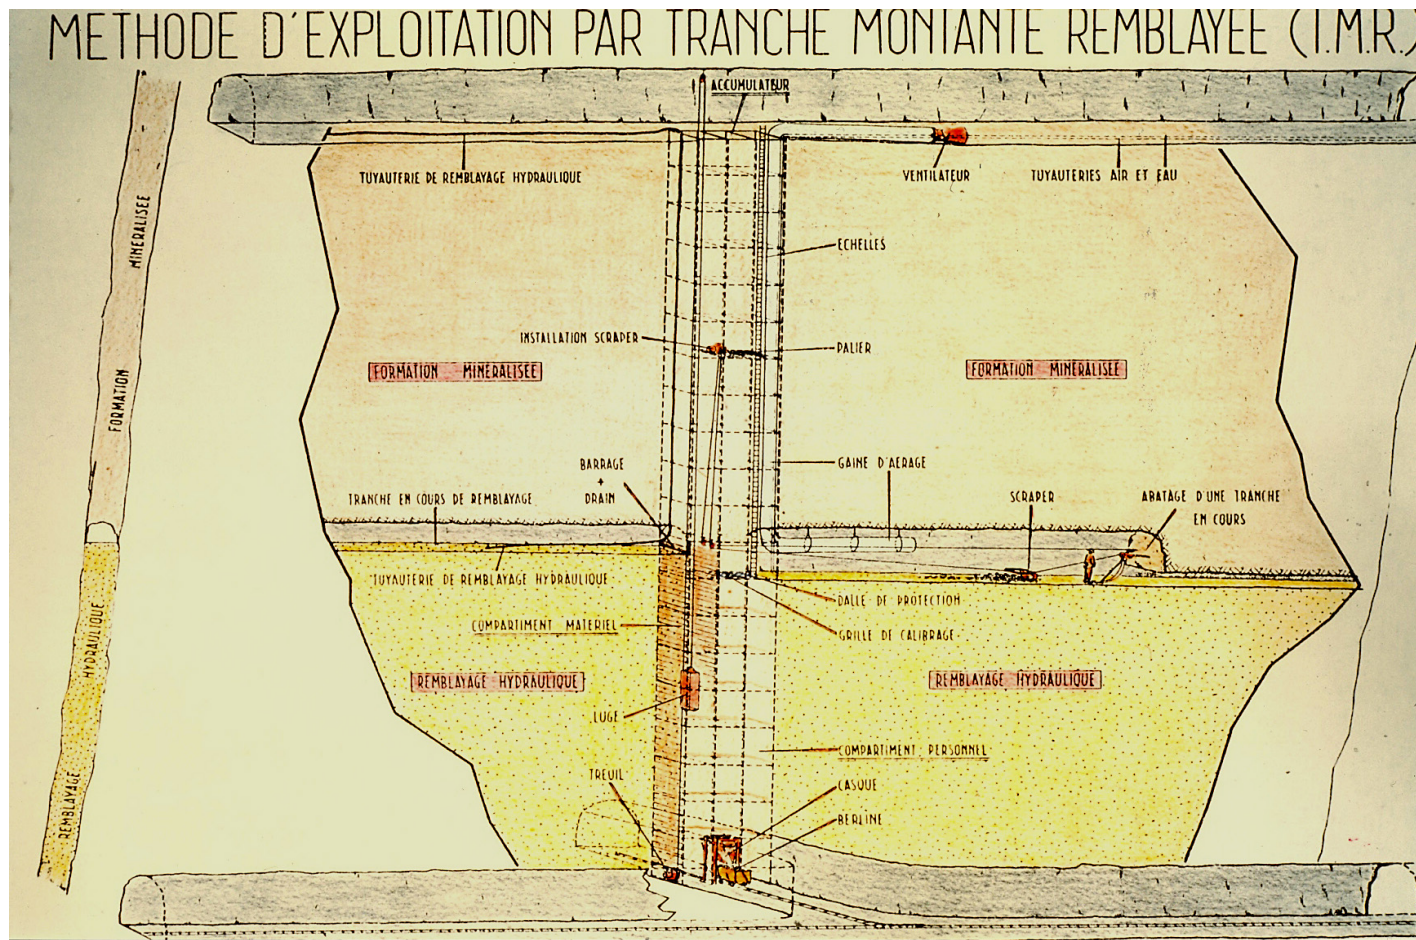 METHODE D'EXPLOITATION PAR TRANCHE MONTANTE REMBLAYEE (T.M.R.)
ACCUMULATEUR
TUYAUTERIE DE REMBLAYAGE HYDRAULIQUE
VENTILATEUR
TUYAUTERIES AIR ET EAU
MINERALISEE
FORMATION
ECHELLES
INSTALLATION SCRAPER
PALIER
FORMATION MINERALISEE
FORMATION MINERALISEE
BARRAGE
+
DRAIN
GAINE D'AERAGE
TRANCHE EN COURS DE REMBLAYAGE
SCRAPER
ABATAGE D'UNE TRANCHE
EN COURS
TUYAUTERIE DE REMBLAYAGE HYDRAULIQUE
DALLE DE PROTECTION
COMPARTIMENT MATERIEL
GRILLE DE CALIBRAGE
HYDRAULIQUE
REMBLAYAGE
REMBLAYAGE HYDRAULIQUE
REMBLAYAGE HYDRAULIQUE
LUGE
COMPARTIMENT PERSONNEL
TREUIL
CASQUE
BERLINE